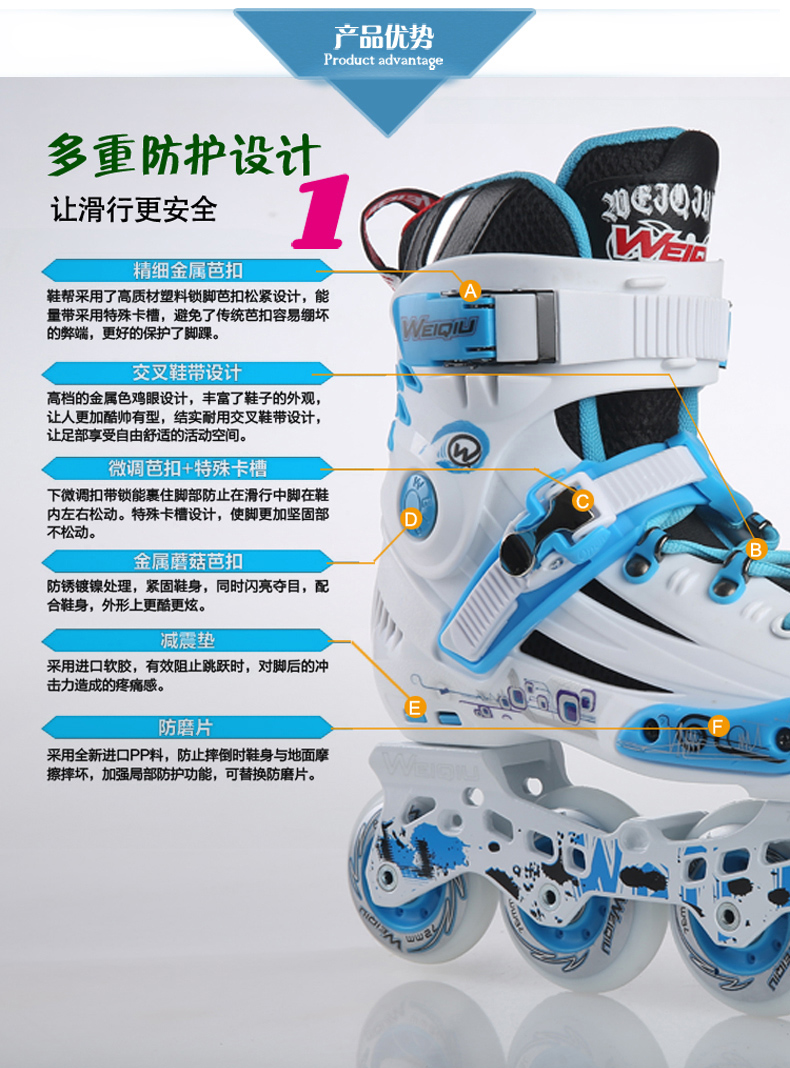 产品优势
Product advantage
多重防护设计
让滑行更安全
1
精细金属芭扣
鞋帮采用了高质材塑料锁脚芭扣松紧设计，能
量带采用特殊卡槽，避免了传统芭扣容易绷坏
的弊端，更好的保护了脚踝。
交叉鞋带设计
高档的金属色鸡眼设计，丰富了鞋子的外观，
让人更加酷帅有型，结实耐用交叉鞋带设计，
让足部享受自由舒适的活动空间。
微调芭扣+特殊卡槽
下微调扣带锁能裹住脚部防止在滑行中脚在鞋
内左右松动。特殊卡槽设计，使脚更加坚固部
不松动。
金属蘑菇芭扣
防锈镀镍处理，紧固鞋身，同时闪亮夺目，配
合鞋身，外形上更酷更炫。
减震垫
采用进口软胶，有效阻止跳跃时，对脚后的冲
击力造成的疼痛感。
防磨片
采用全新进口PP料，防止摔倒时鞋身与地面摩
擦摔坏，加强局部防护功能，可替换防磨片。
WEIQIU
A
WEIQIU
W
C
D
B
E
F
WEIQIU
72mm
WEIQIU
76mm
WEIQIU
WEIQIU